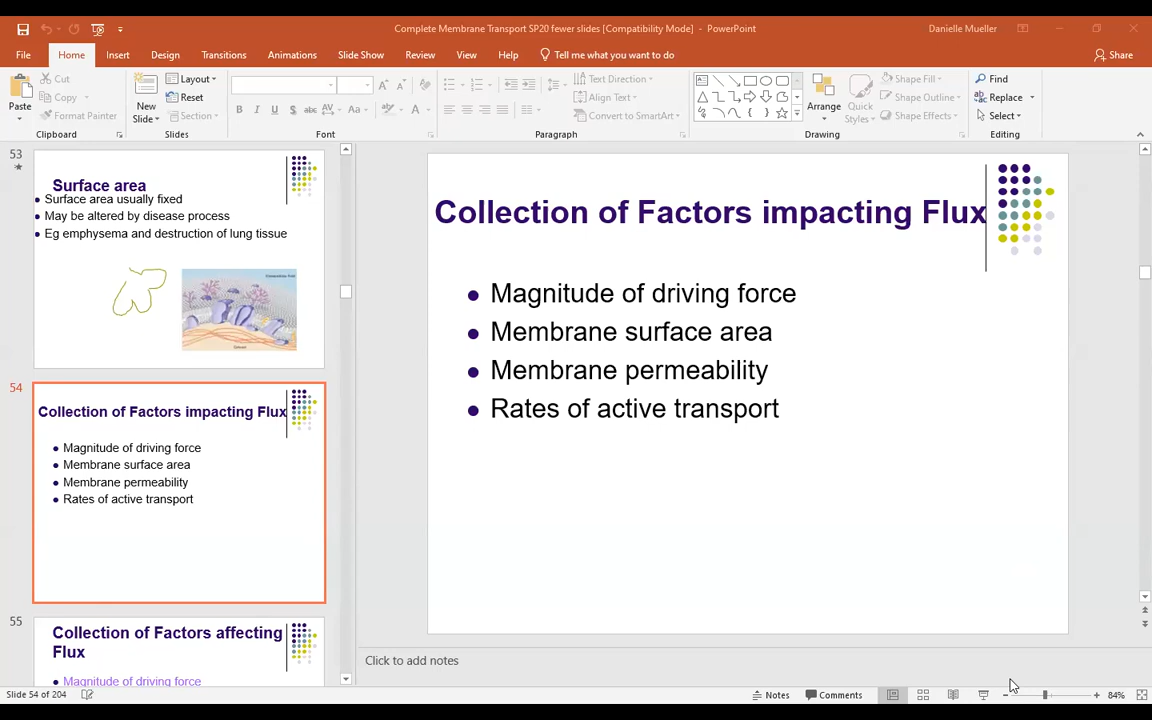 Complete Membrane Transport SP20 fewer slides [Compatibility Mode] - PowerPoint
Danielle Mueller
File Home Insert Design Transitions Animations Slide Show Review View Help Tell me what you want to do Share
Paste
Cut
Copy
Format Painter
Clipboard
New Slide
Layout
Reset
Section
Slides
B I U S abc AV Aa A
Font
Text Direction
Align Text
Convert to SmartArt
Paragraph
Arrange
Quick Styles
Shape Fill
Shape Outline
Shape Effects
Drawing
Find
Replace
Select
Editing
53
Surface area
Surface area usually fixed
May be altered by disease process
Eg emphysema and destruction of lung tissue
54
Collection of Factors impacting Flux
Magnitude of driving force
Membrane surface area
Membrane permeability
Rates of active transport
55
Collection of Factors affecting
Flux
Magnitude of driving force
Collection of Factors impacting Flux
Magnitude of driving force
Membrane surface area
Membrane permeability
Rates of active transport
Click to add notes
Slide 54 of 204
Notes Comments 84%